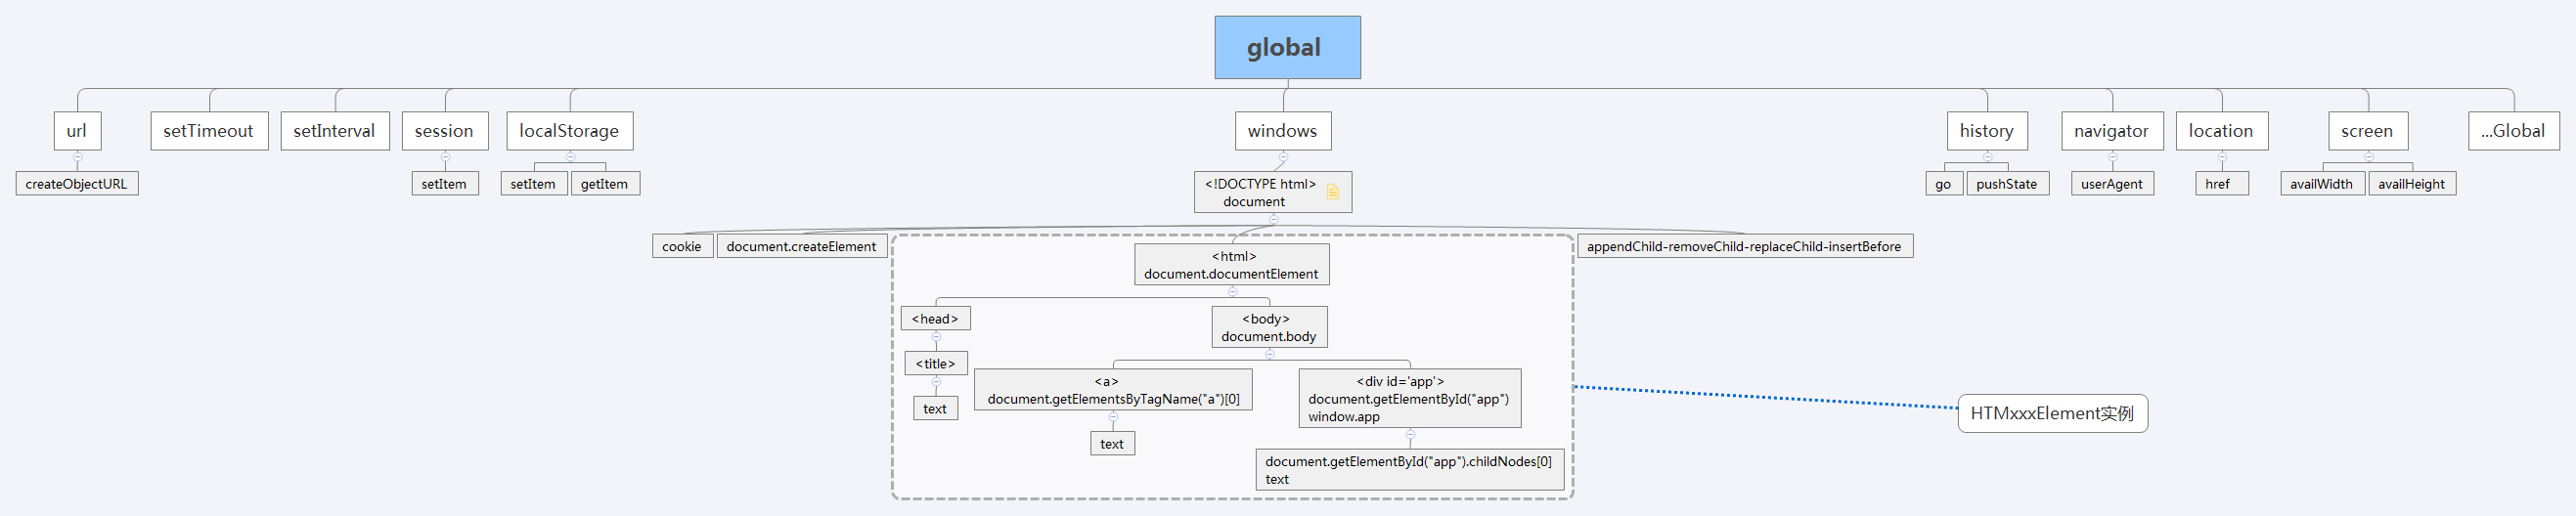 global
url
setTimeout
setInterval
session
localStorage
windows
history
navigator
location
screen
...Global
createObjectURL
setItem
setItem
getItem
<!DOCTYPE html>
document
go
pushState
userAgent
href
availWidth
availHeight
cookie
document.createElement
<html>
document.documentElement
appendChild-removeChild-replaceChild-insertBefore
<head>
<body>
document.body
<title>
text
<a>
document.getElementsByTagName("a")[0]
text
<div id='app'>
document.getElementById("app")
window.app
document.getElementById("app").childNodes[0]
text
HTMxxxElement实例